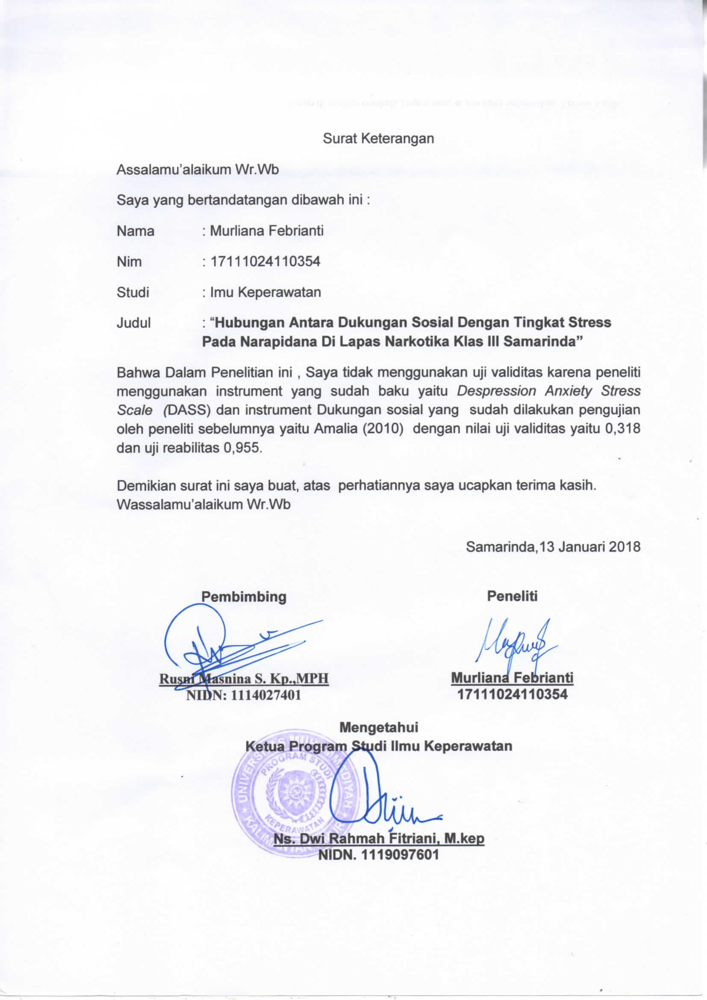 Surat Keterangan
Assalamu’alaikum Wr.Wb
Saya yang bertandatangan dibawah ini :
Nama : Murliana Febrianti
Nim : 17111024110354
Studi : Imu Keperawatan
Judul : “Hubungan Antara Dukungan Sosial Dengan Tingkat Stress
Pada Narapidana Di Lapas Narkotika Klas III Samarinda”
Bahwa Dalam Penelitian ini , Saya tidak menggunakan uji validitas karena peneliti
menggunakan instrument yang sudah baku yaitu Despression Anxiety Stress
Scale (DASS) dan instrument Dukungan sosial yang sudah dilakukan pengujian
oleh peneliti sebelumnya yaitu Amalia (2010) dengan nilai uji validitas yaitu 0,318
dan uji reabilitas 0,955.
Demikian surat ini saya buat, atas perhatiannya saya ucapkan terima kasih.
Wassalamu’alaikum Wr.Wb
Samarinda,13 Januari 2018
Pembimbing
Peneliti
Rusni Masnina S. Kp.,MPH
NIDN: 1114027401
Murliana Febrianti
17111024110354
Mengetahui
Ketua Program Studi Ilmu Keperawatan
UNIVERSITAS MUHAMMADIYAH
PROGRAM STUDI
KEPERAWATAN
KALIMANTAN TIMUR
Ns. Dwi Rahmah Fitriani, M.kep
NIDN. 1119097601